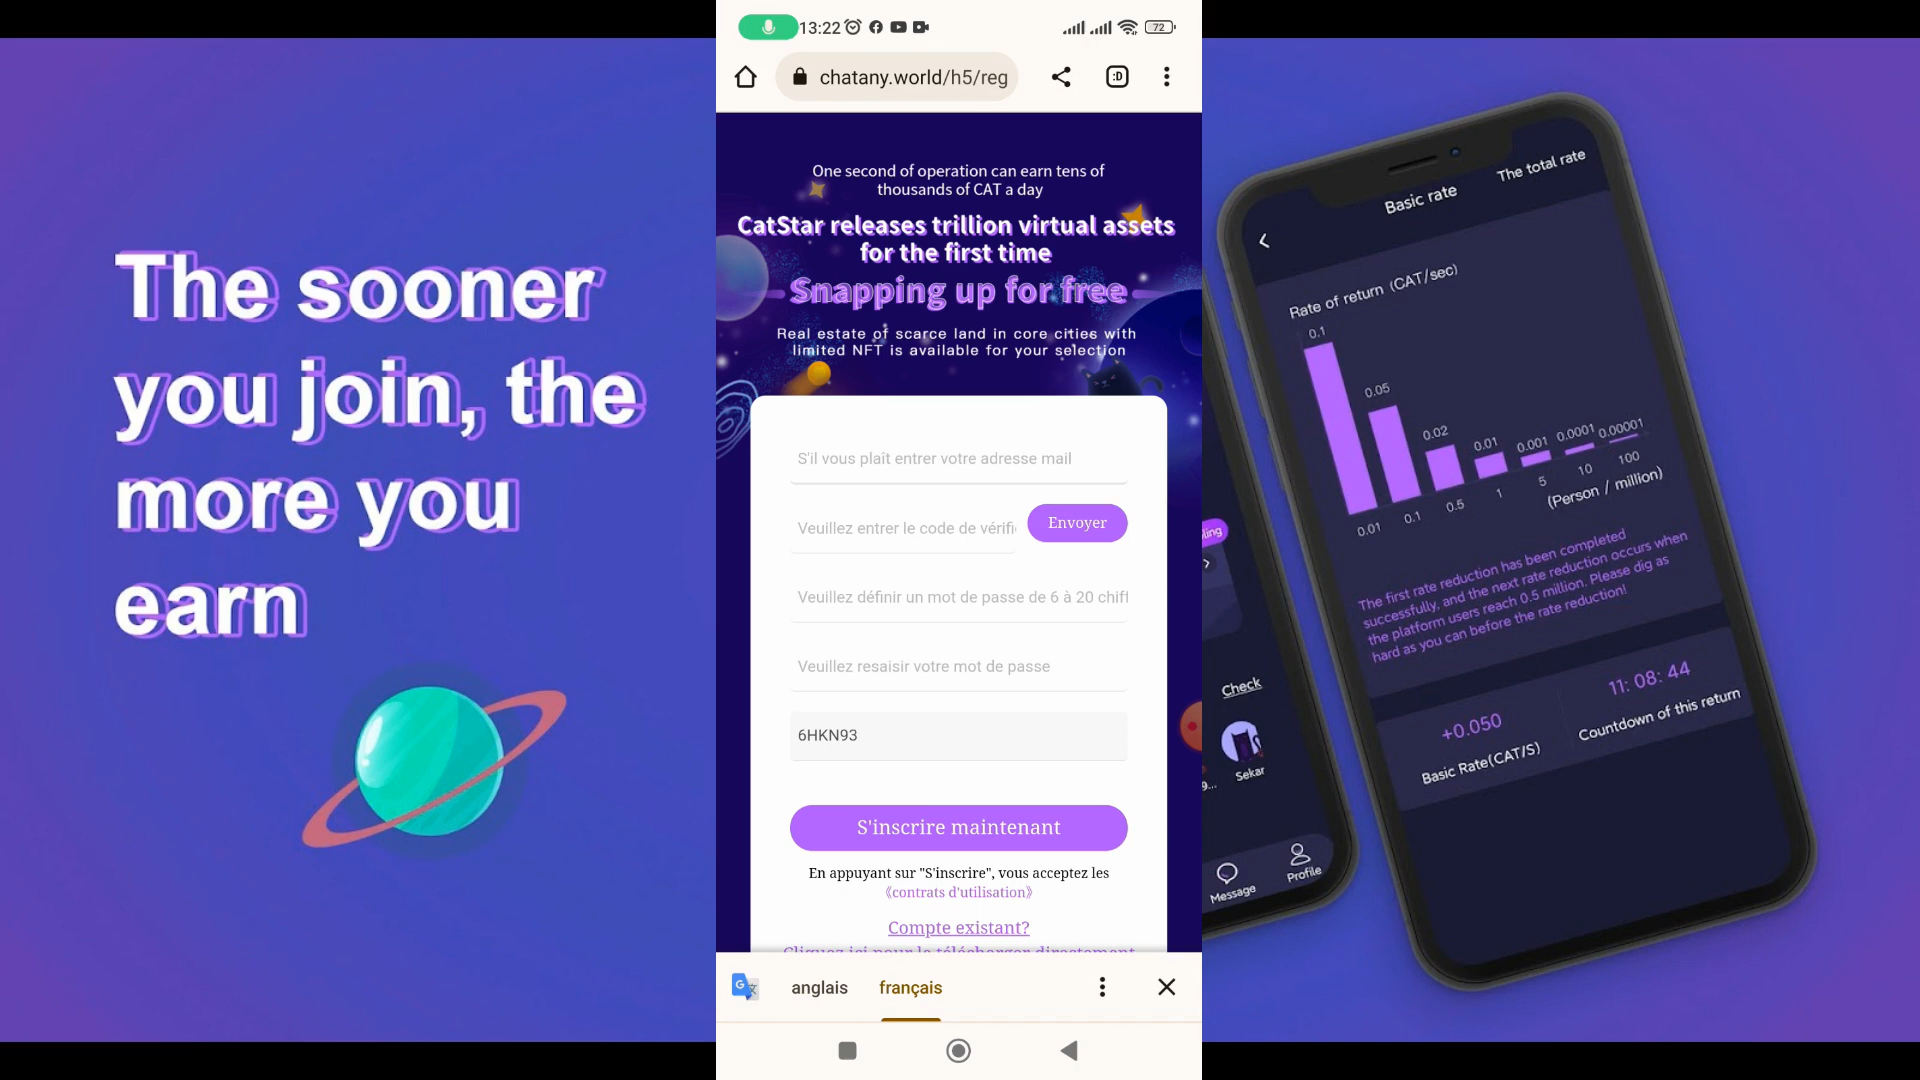 The sooner
you join, the
more you
earn
13:22
72
chatany.world/h5/reg
:D
One second of operation can earn tens of
thousands of CAT a day
CatStar releases trillion virtual assets
for the first time
Snapping up for free
Real estate of scarce land in core cities with
limited NFT is available for your selection
S'il vous plaît entrer votre adresse mail
Veuillez entrer le code de vérifi
Envoyer
Veuillez définir un mot de passe de 6 à 20 chiff
Veuillez resaisir votre mot de passe
6HKN93
S'inscrire maintenant
En appuyant sur "S'inscrire", vous acceptez les
《contrats d'utilisation》
Compte existant?
Cliquez ici pour le télécharger directement
anglais
français
Basic rate
The total rate
Rate of return (CAT/sec)
0.1
0.05
0.02
0.01
0.001
0.0001
0.00001
0.01
0.1
0.5
1
5
10
100
(Person / million)
The first rate reduction has been completed
successfully, and the next rate reduction occurs when
the platform users reach 0.5 million. Please dig as
hard as you can before the rate reduction!
+0.050
Basic Rate(CAT/S)
11: 08: 44
Countdown of this return
Check
Sekar
9...
Message
Profile